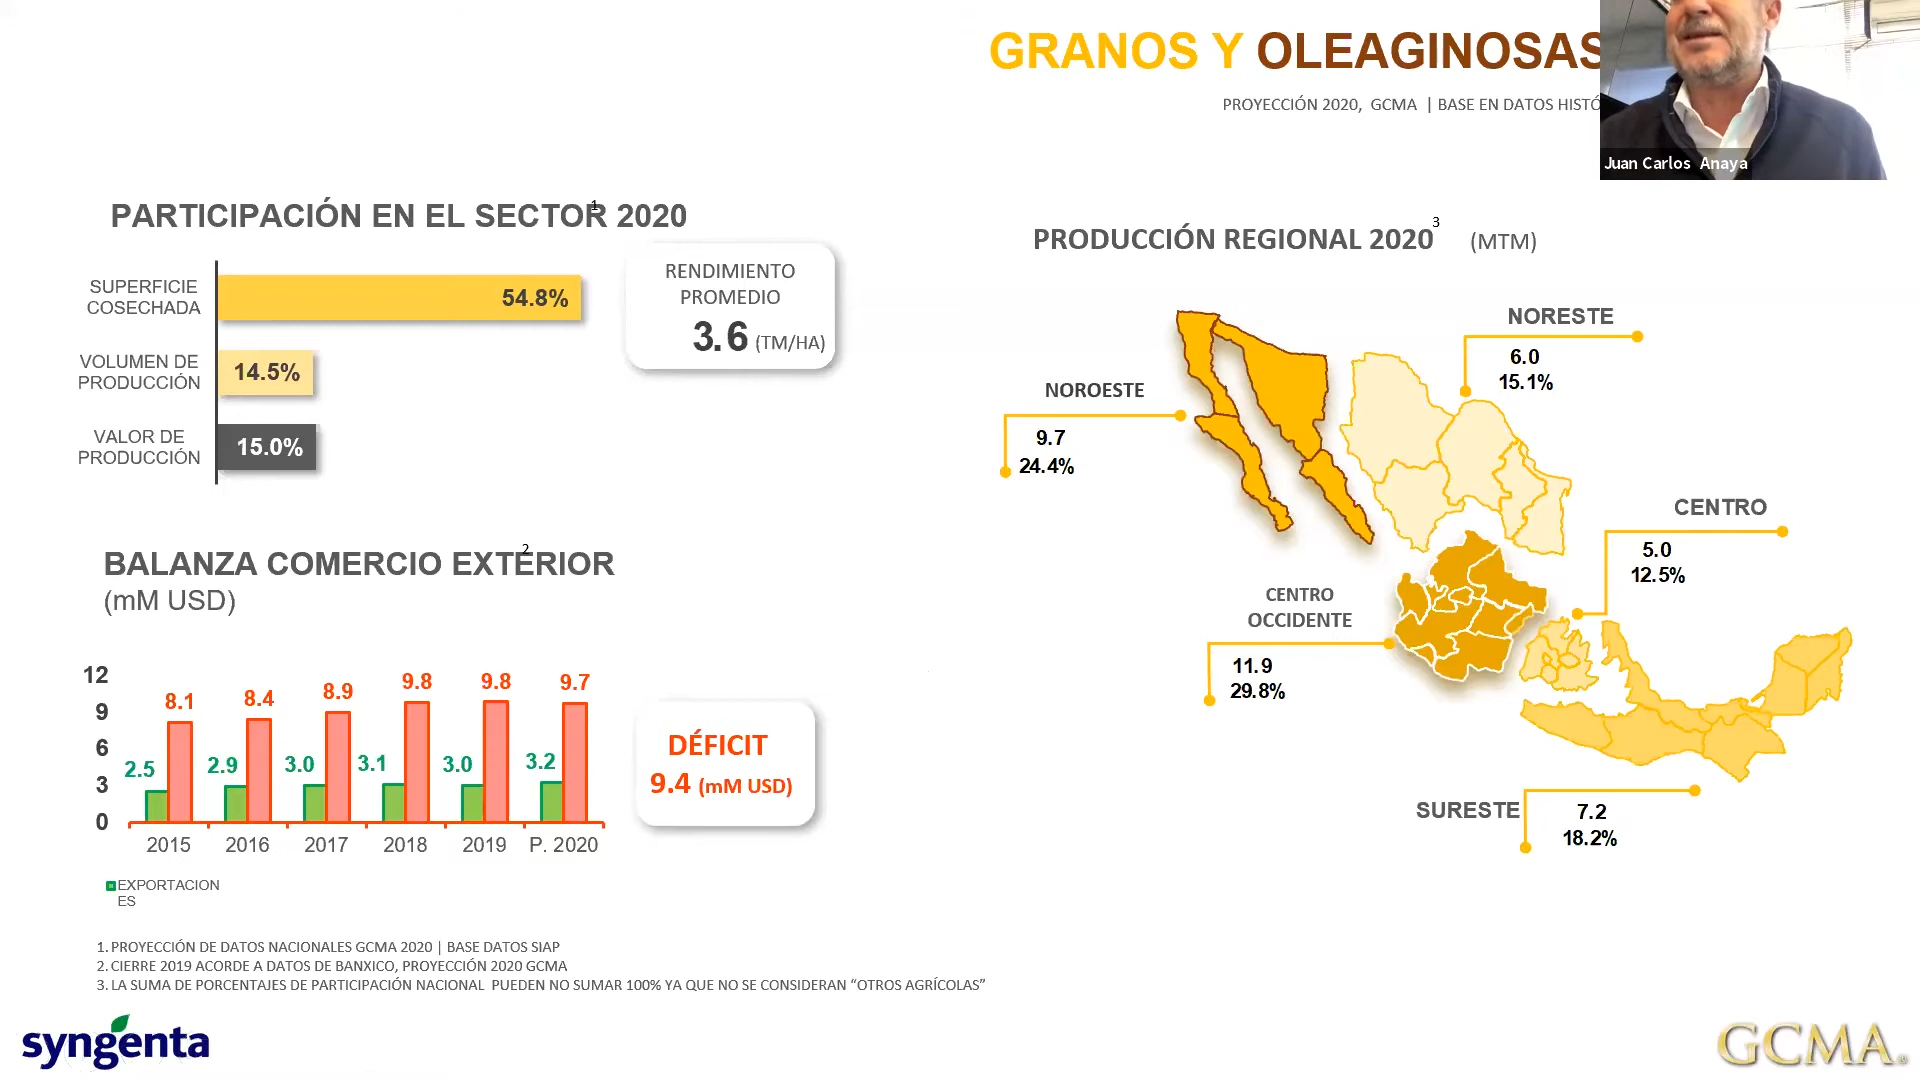 GRANOS Y OLEAGINOSAS
PROYECCIÓN 2020, GCMA | BASE EN DATOS HISTÓ
Juan Carlos Anaya
PARTICIPACIÓN EN EL SECTOR 2020
1
SUPERFICIE
COSECHADA
54.8%
VOLUMEN DE
PRODUCCIÓN
14.5%
VALOR DE
PRODUCCIÓN
15.0%
RENDIMIENTO
PROMEDIO
3.6 (TM/HA)
BALANZA COMERCIO EXTERIOR
2
(mM USD)
12
9
6
3
0
8.1
8.4
8.9
9.8
9.8
9.7
2.5
2.9
3.0
3.1
3.0
3.2
2015
2016
2017
2018
2019
P. 2020
EXPORTACION
ES
DÉFICIT
9.4 (mM USD)
PRODUCCIÓN REGIONAL 2020
3
(MTM)
NOROESTE
9.7
24.4%
NORESTE
6.0
15.1%
CENTRO
5.0
12.5%
CENTRO
OCCIDENTE
11.9
29.8%
SURESTE
7.2
18.2%
1. PROYECCIÓN DE DATOS NACIONALES GCMA 2020 | BASE DATOS SIAP
2. CIERRE 2019 ACORDE A DATOS DE BANXICO, PROYECCIÓN 2020 GCMA
3. LA SUMA DE PORCENTAJES DE PARTICIPACIÓN NACIONAL PUEDEN NO SUMAR 100% YA QUE NO SE CONSIDERAN “OTROS AGRÍCOLAS”
syngenta
GCMA®